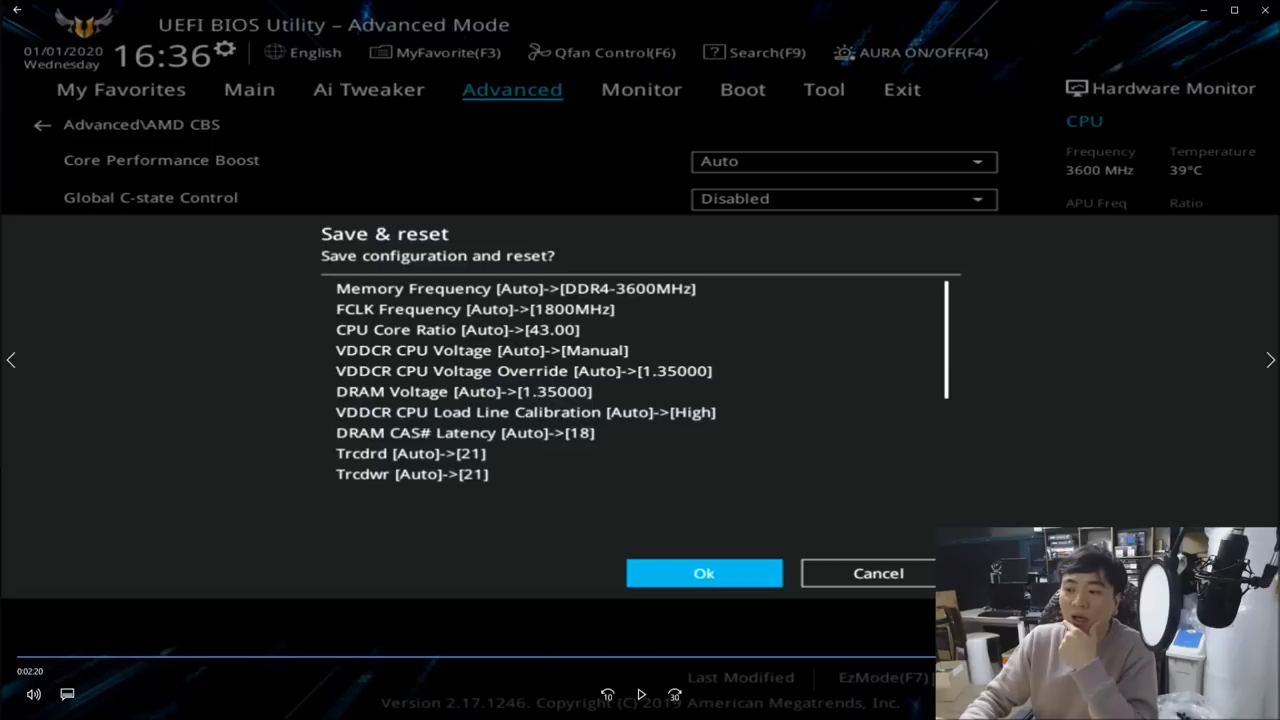 UEFI BIOS Utility – Advanced Mode
01/01/2020
Wednesday
16:36
English
MyFavorite(F3)
Qfan Control(F6)
? Search(F9)
AURA ON/OFF(F4)
My Favorites
Main
Ai Tweaker
Advanced
Monitor
Boot
Tool
Exit
Hardware Monitor
Advanced\AMD CBS
CPU
Core Performance Boost
Auto
Frequency
Temperature
3600 MHz
39°C
Global C-state Control
Disabled
APU Freq
Ratio
Save & reset
Save configuration and reset?
Memory Frequency [Auto]->[DDR4-3600MHz]
FCLK Frequency [Auto]->[1800MHz]
CPU Core Ratio [Auto]->[43.00]
VDDCR CPU Voltage [Auto]->[Manual]
VDDCR CPU Voltage Override [Auto]->[1.35000]
DRAM Voltage [Auto]->[1.35000]
VDDCR CPU Load Line Calibration [Auto]->[High]
DRAM CAS# Latency [Auto]->[18]
Trcdrd [Auto]->[21]
Trcdwr [Auto]->[21]
Ok
Cancel
0:02:20
Last Modified
EzMode(F7)
10
30
Version 2.17.1246. Copyright (C) 2019 American Megatrends, Inc.